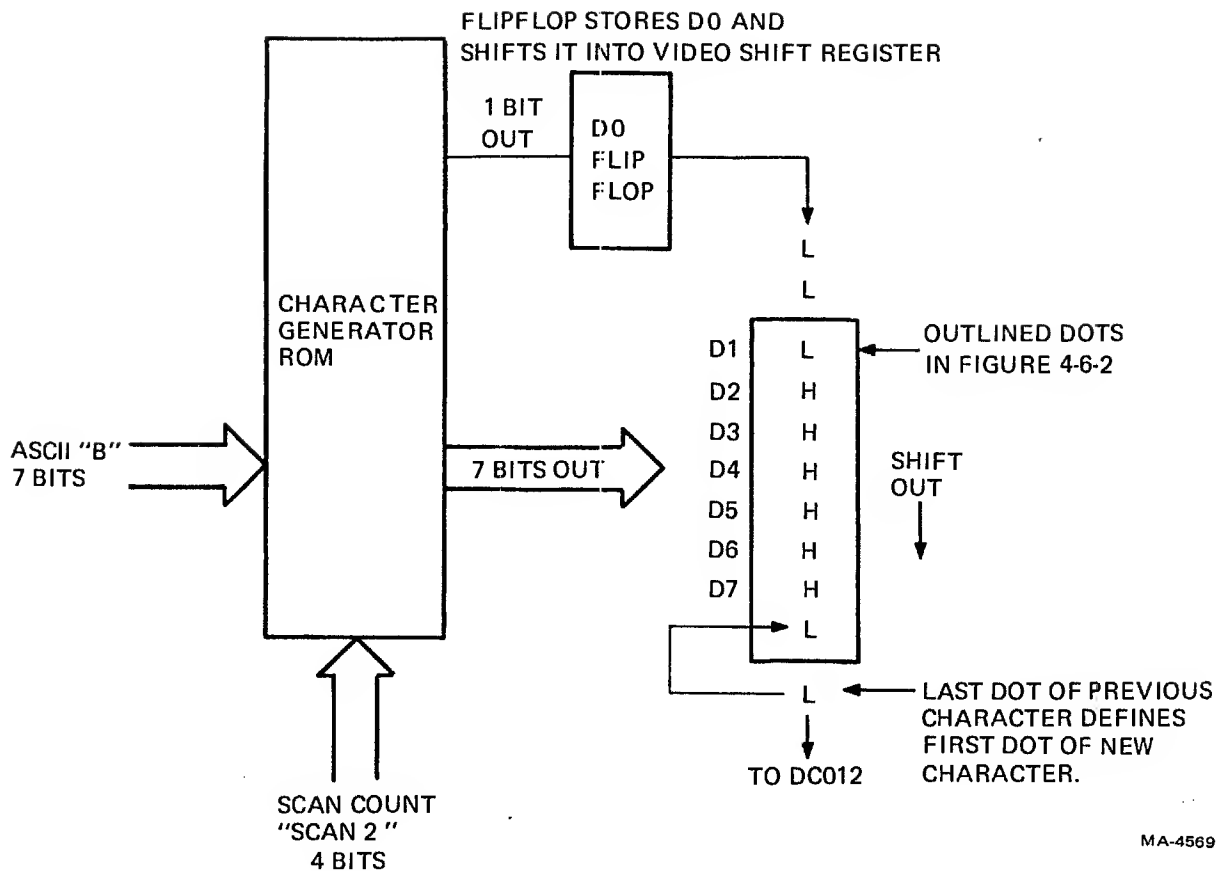 FLIPFLOP STORES D0 AND
SHIFTS IT INTO VIDEO SHIFT REGISTER
1 BIT
OUT
D0
FLIP
FLOP
L
L
CHARACTER
GENERATOR
ROM
D1 L
OUTLINED DOTS
IN FIGURE 4-6-2
D2 H
D3 H
D4 H
D5 H
D6 H
D7 H
L
ASCII "B"
7 BITS
7 BITS OUT
SHIFT
OUT
L
LAST DOT OF PREVIOUS
CHARACTER DEFINES
FIRST DOT OF NEW
CHARACTER.
TO DC012
SCAN COUNT
"SCAN 2"
4 BITS
MA-4569